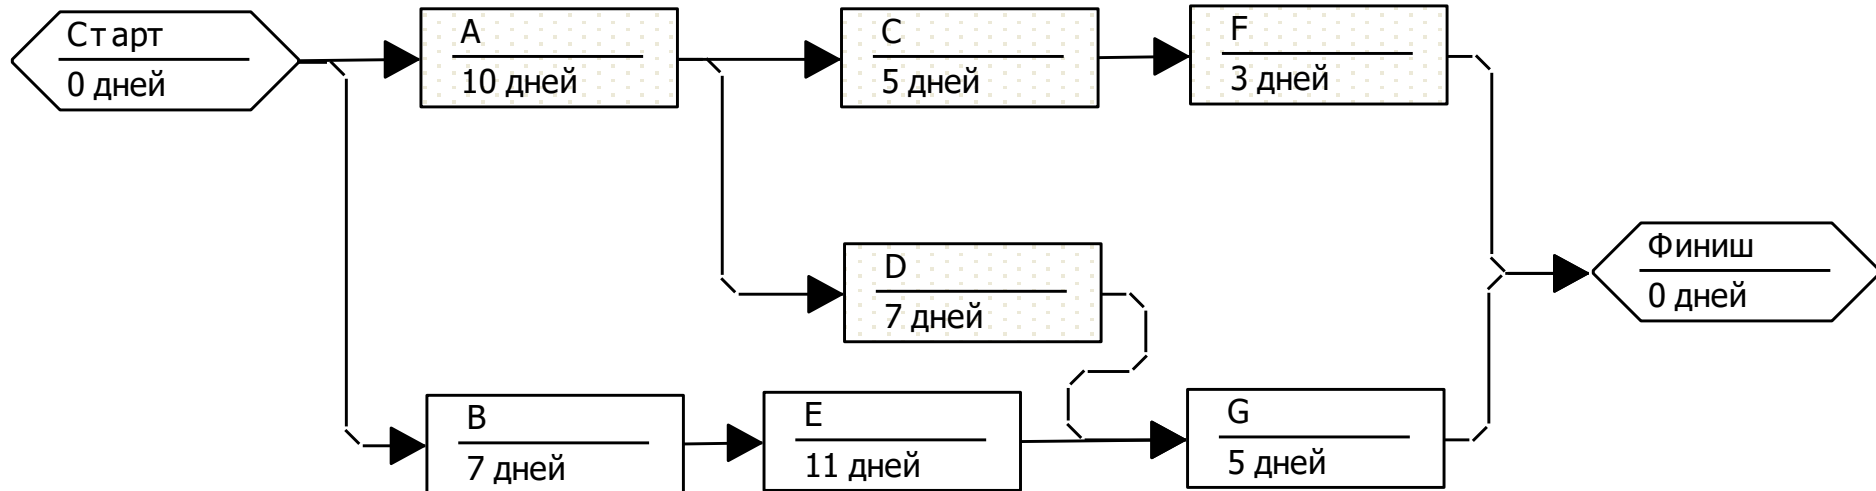 Старт
0 дней
A
10 дней
C
5 дней
F
3 дней
D
7 дней
Финиш
0 дней
B
7 дней
E
11 дней
G
5 дней